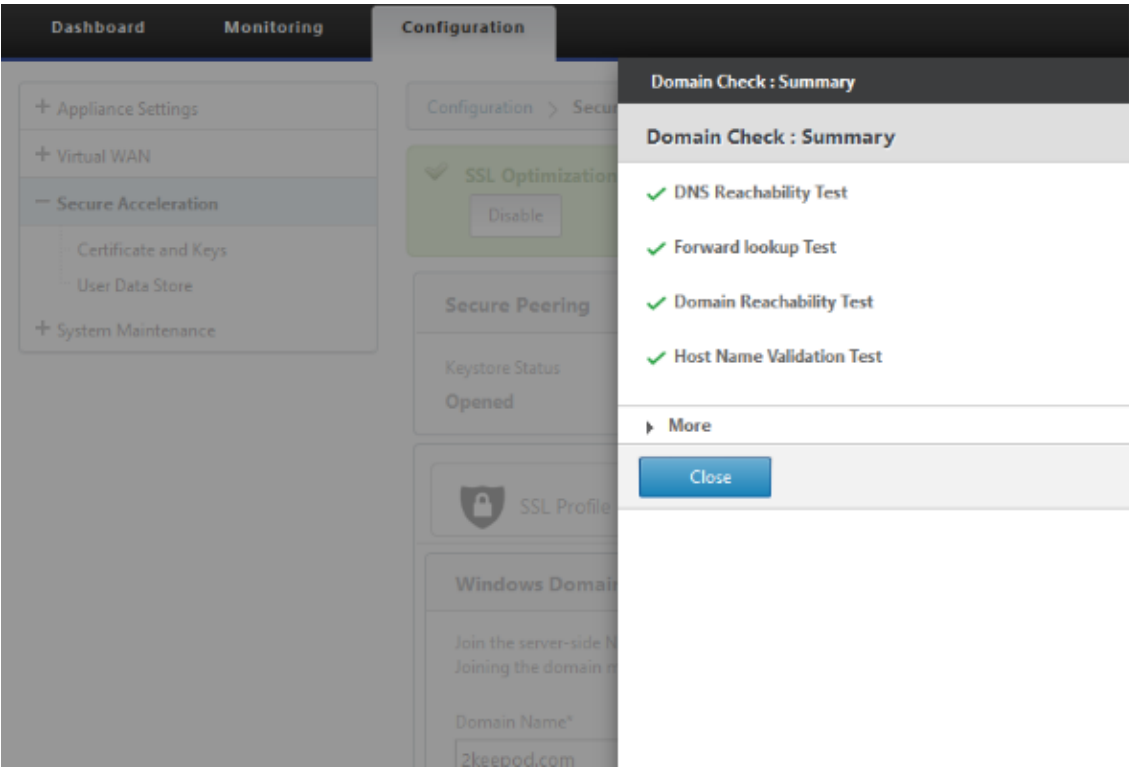 Dashboard Monitoring Configuration
Domain Check : Summary
+ Appliance Settings
Configuration > Secur
Domain Check : Summary
+ Virtual WAN
SSL Optimization
Disable
DNS Reachability Test
− Secure Acceleration
Certificate and Keys
User Data Store
+ System Maintenance
Forward lookup Test
Secure Peering
Domain Reachability Test
Keystore Status
Opened
Host Name Validation Test
More
Close
SSL Profile
Windows Domain
Join the server-side N
Joining the domain m
Domain Name*
2keepod.com